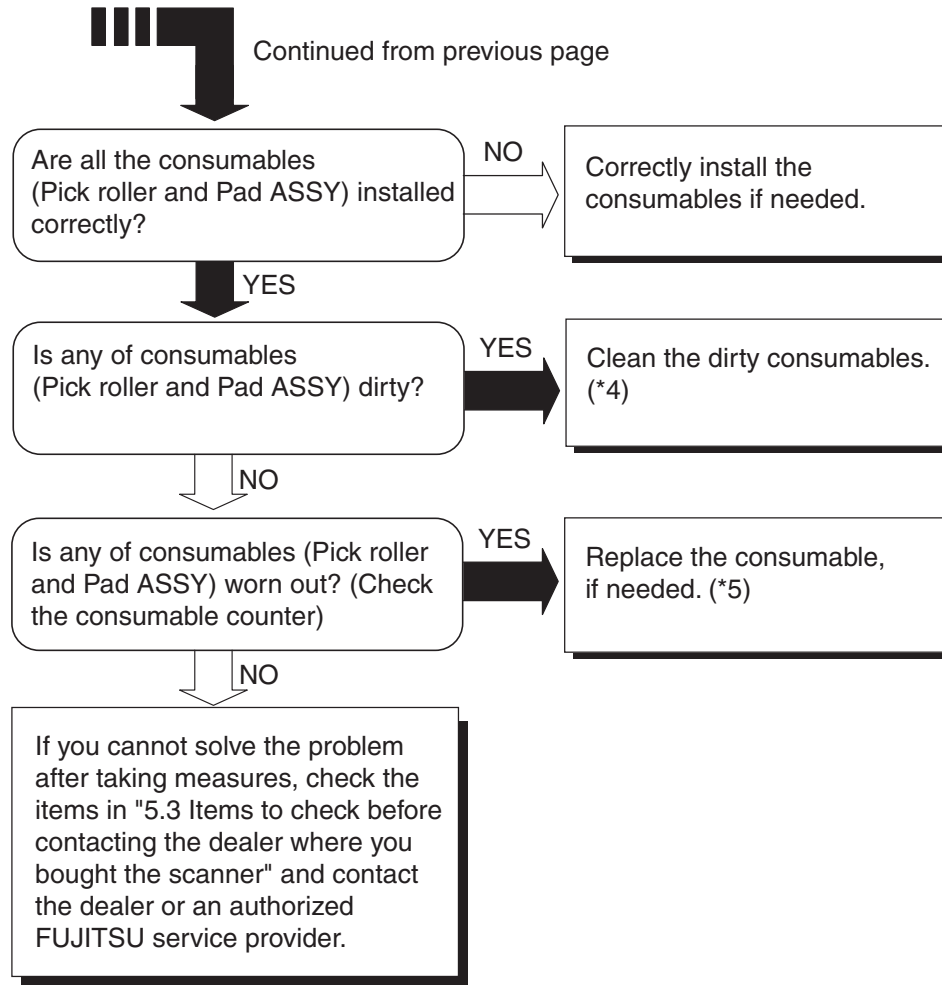 Continued from previous page
Are all the consumables
(Pick roller and Pad ASSY) installed
correctly?
NO
Correctly install the
consumables if needed.
YES
Is any of consumables
(Pick roller and Pad ASSY) dirty?
YES
Clean the dirty consumables.
(*4)
NO
Is any of consumables (Pick roller
and Pad ASSY) worn out? (Check
the consumable counter)
YES
Replace the consumable,
if needed. (*5)
NO
If you cannot solve the problem
after taking measures, check the
items in "5.3 Items to check before
contacting the dealer where you
bought the scanner" and contact
the dealer or an authorized
FUJITSU service provider.